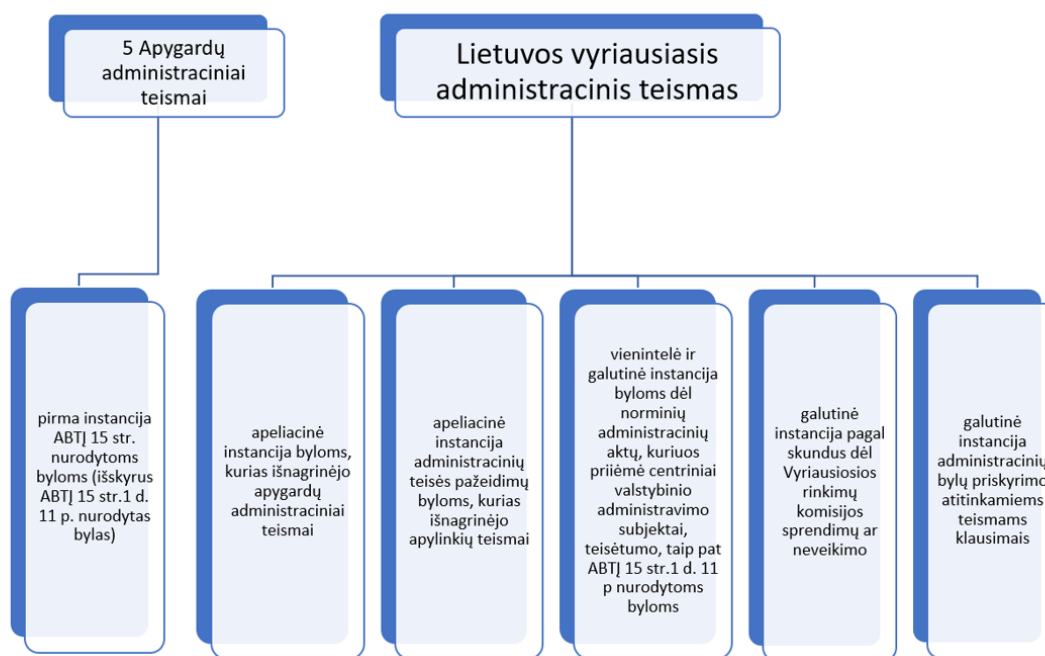 5 Apygardų
administraciniai
teismai
Lietuvos vyriausiasis
administracinis teismas
pirma instancija
ABTĮ 15 str.
nurodytoms
byloms (išskyrus
ABTĮ 15 str.1 d.
11 p. nurodytas
bylas)
apeliacinė
instancija byloms,
kurias išnagrinėjo
apygardų
administraciniai
teismai
apeliacinė
instancija
administracinių
teisės pažeidimų
byloms, kurias
išnagrinėjo
apylinkių teismai
vienintelė ir
galutinė instancija
byloms dėl
norminių
administracinių
aktų, kuriuos
priėmė centriniai
valstybinio
administravimo
subjektai,
teisėtumo, taip pat
ABTĮ 15 str.1 d. 11
p nurodytoms
byloms
galutinė
instancija pagal
skundus dėl
Vyriausiosios
rinkimų
komisijos
sprendimų ar
neveikimo
galutinė
instancija
administracinių
bylų priskyrimo
atitinkamiems
teismams
klausimais